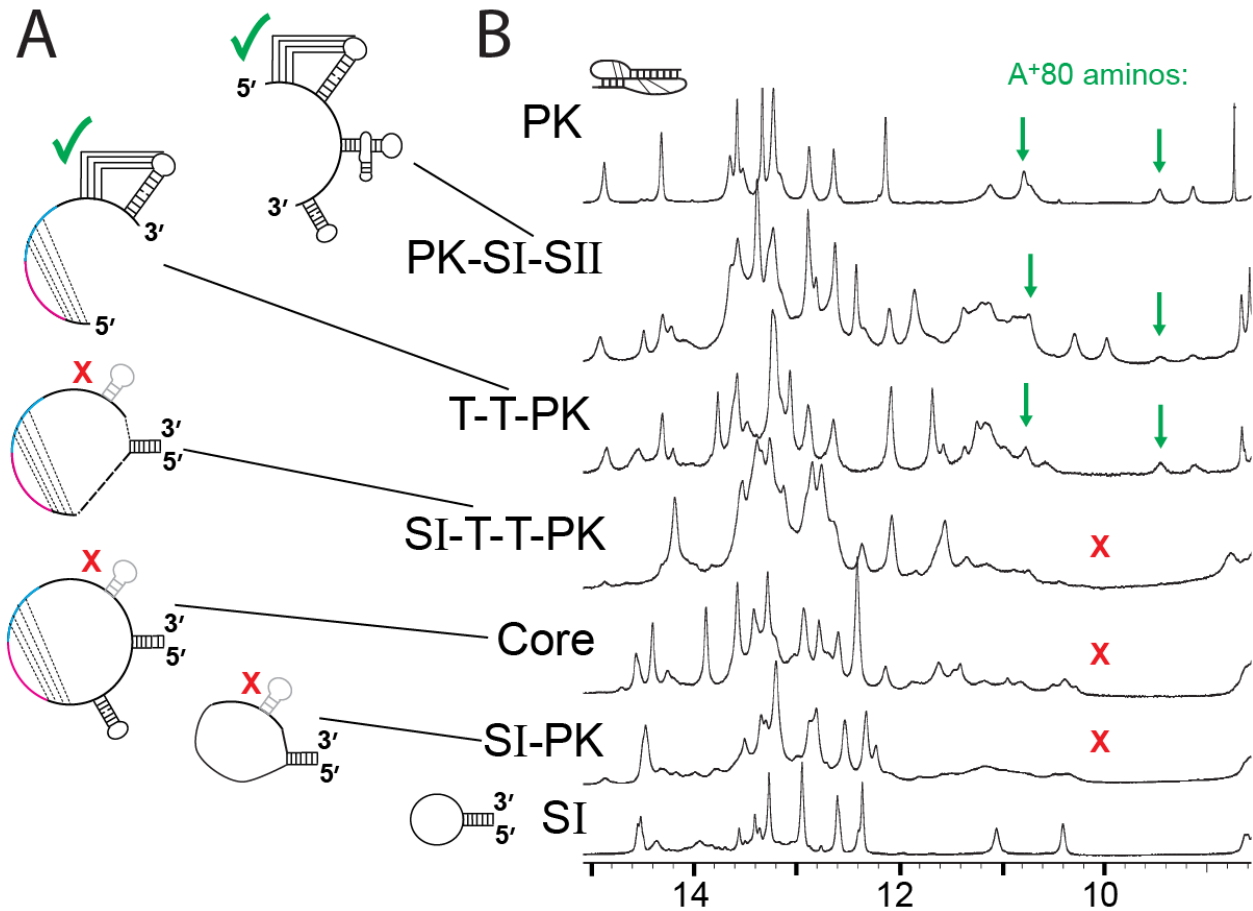 A
B
5′
3′
A⁺80 aminos:
PK
3′
5′
PK-SI-SII
T-T-PK
X
3′
5′
SI-T-T-PK
X
X
3′
5′
Core
X
X
3′
5′
SI-PK
X
3′
5′
SI
14
12
10